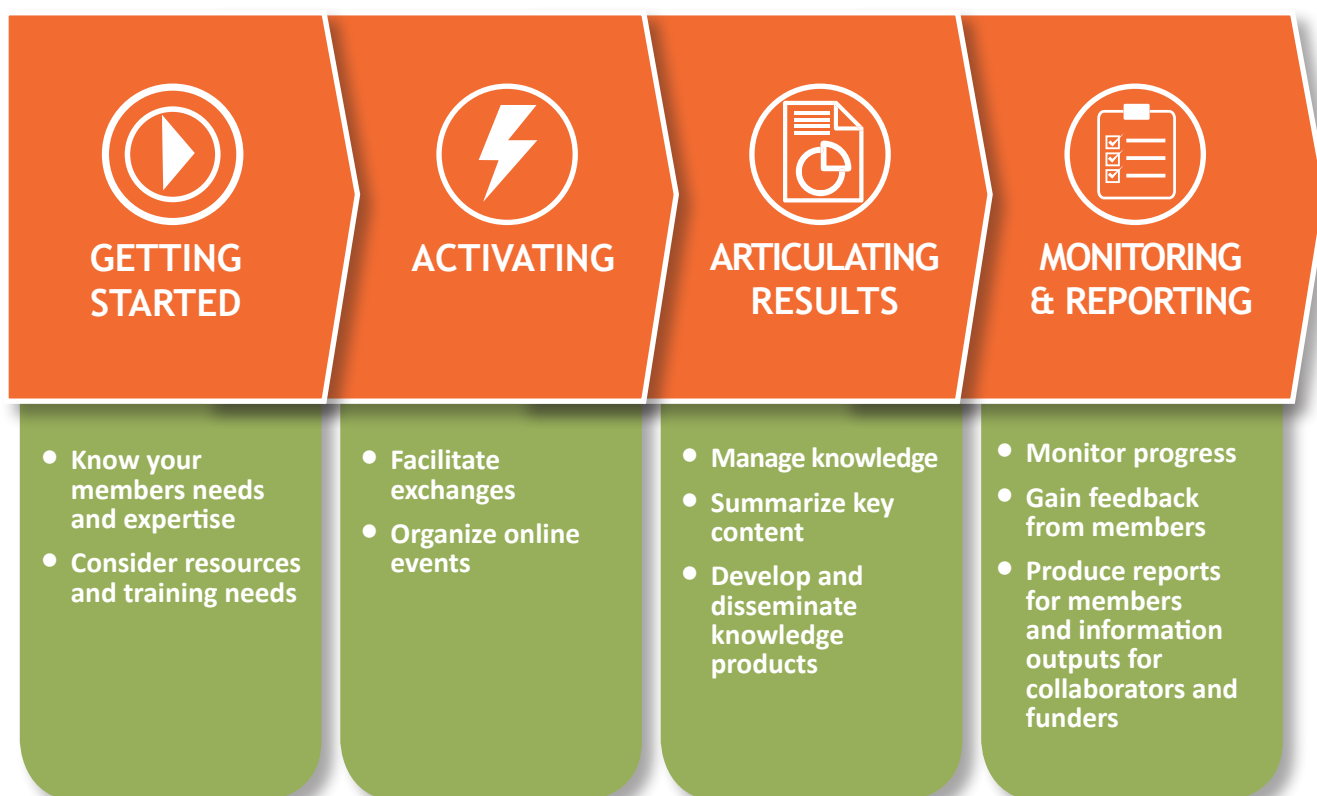 GETTING
STARTED
ACTIVATING
ARTICULATING
RESULTS
MONITORING
& REPORTING
• Know your
members needs
and expertise
• Consider resources
and training needs
• Facilitate
exchanges
• Organize online
events
• Manage knowledge
• Summarize key
content
• Develop and
disseminate
knowledge
products
• Monitor progress
• Gain feedback
from members
• Produce reports
for members
and information
outputs for
collaborators and
funders